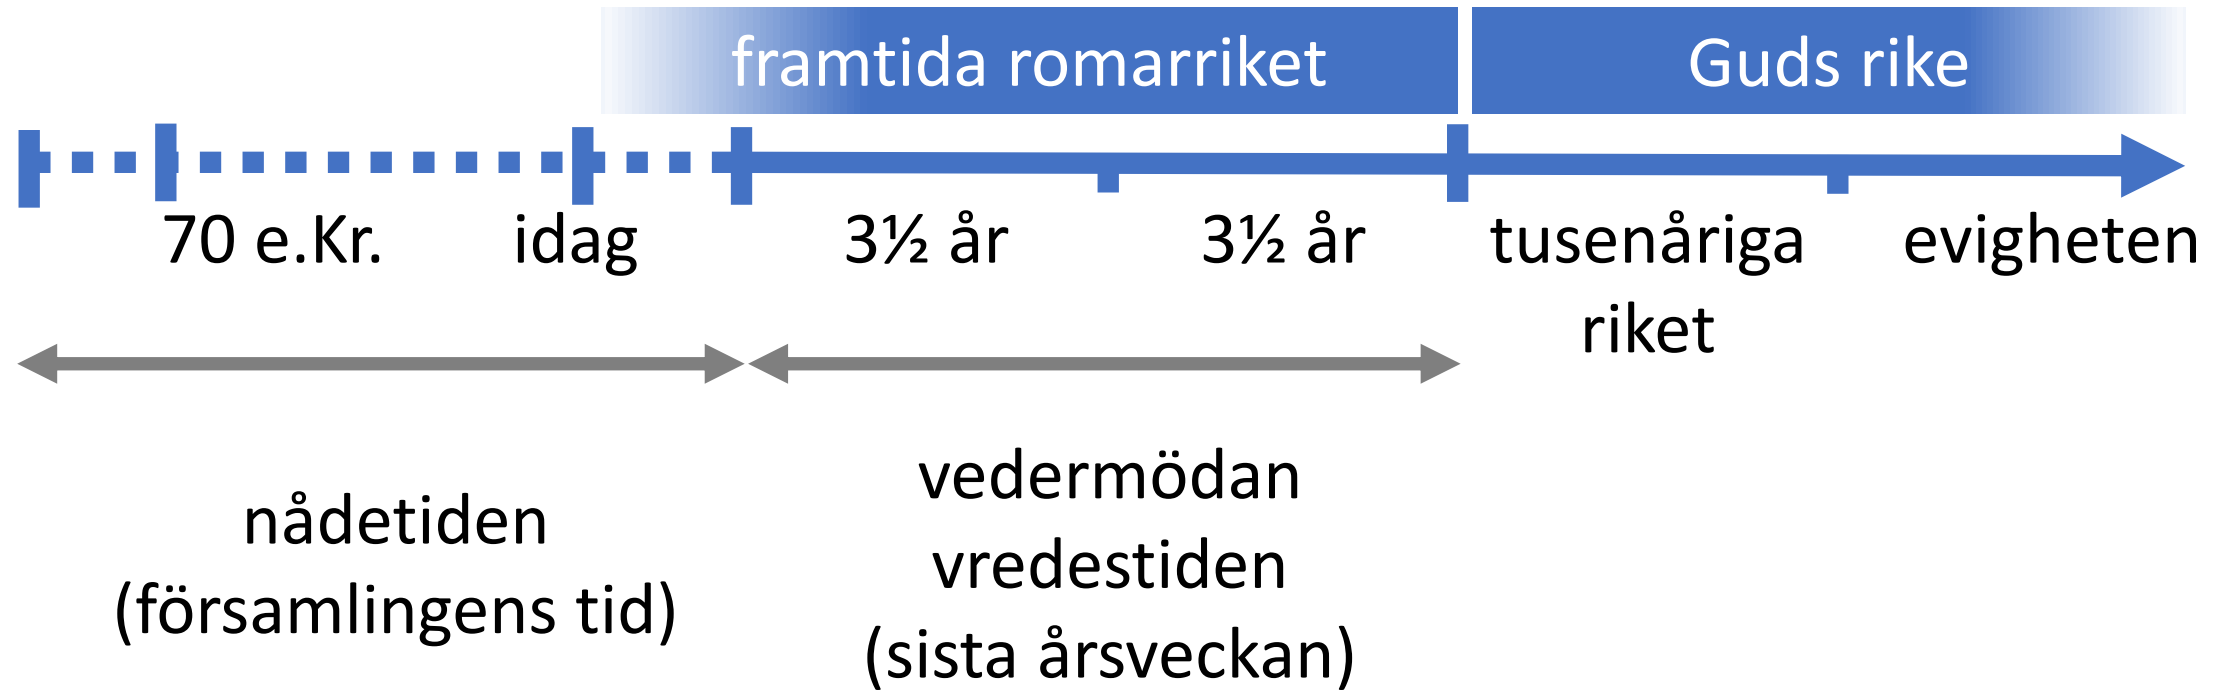 framtida romarriket
Guds rike
70 e.Kr.
idag
3½ år
3½ år
tusenåriga
riket
evigheten
nådetiden
(församlingens tid)
vedermödan
vredestiden
(sista årsveckan)